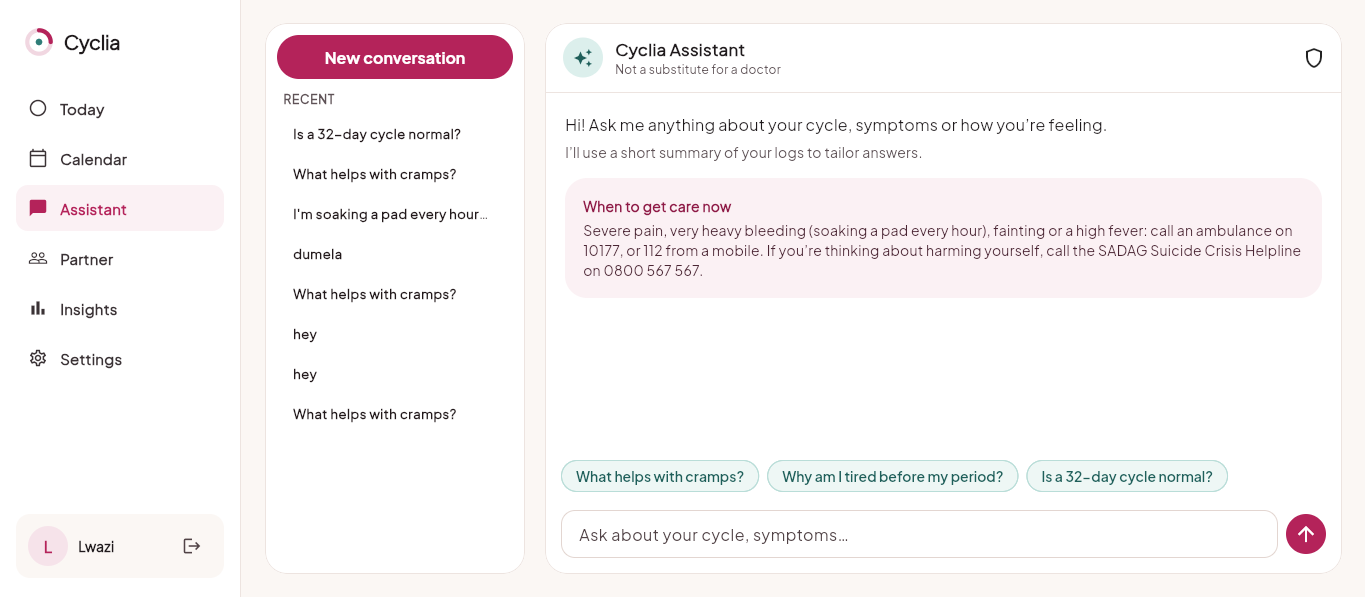 Cyclia
Today
Calendar
Assistant
Partner
Insights
Settings
L
Lwazi
New conversation
RECENT
Is a 32-day cycle normal?
What helps with cramps?
I'm soaking a pad every hour…
dumela
What helps with cramps?
hey
hey
What helps with cramps?
Cyclia Assistant
Not a substitute for a doctor
Hi! Ask me anything about your cycle, symptoms or how you're feeling.
I'll use a short summary of your logs to tailor answers.
When to get care now
Severe pain, very heavy bleeding (soaking a pad every hour), fainting or a high fever: call an ambulance on
10177, or 112 from a mobile. If you're thinking about harming yourself, call the SADAG Suicide Crisis Helpline
on 0800 567 567.
What helps with cramps?
Why am I tired before my period?
Is a 32-day cycle normal?
Ask about your cycle, symptoms…